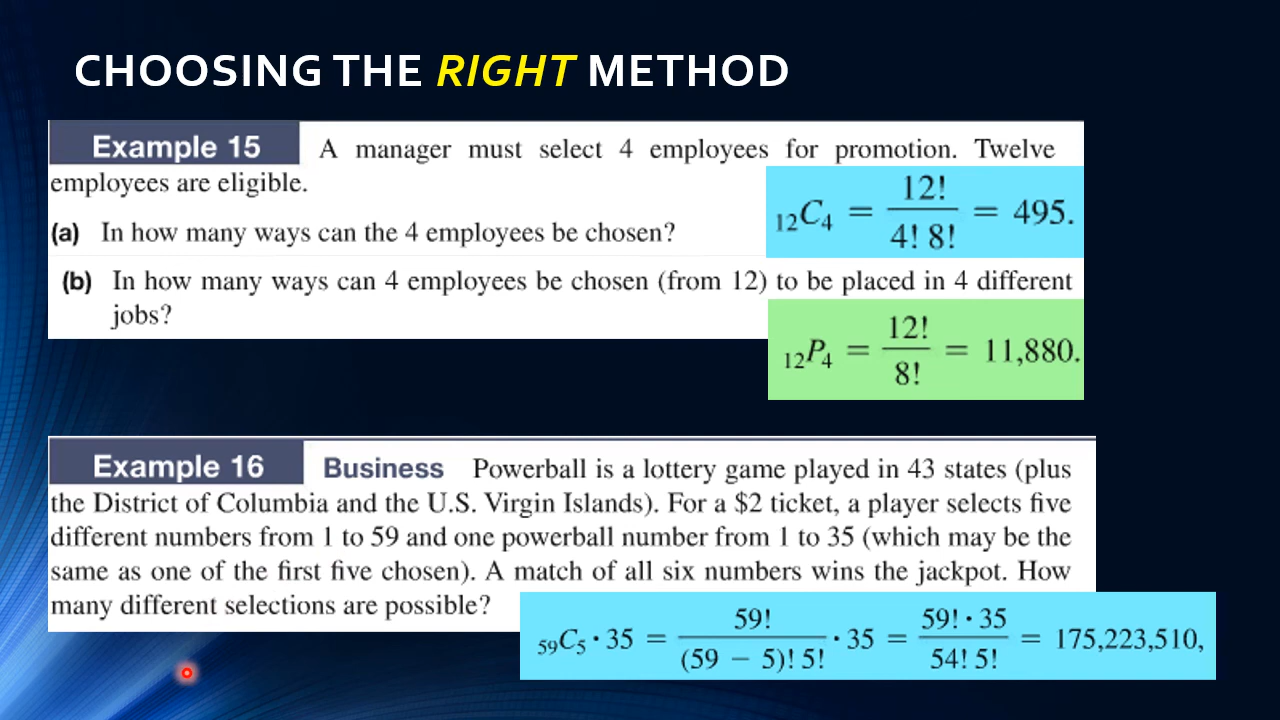 CHOOSING THE RIGHT METHOD
Example 15 A manager must select 4 employees for promotion. Twelve
employees are eligible.
(a) In how many ways can the 4 employees be chosen?
₁₂C₄ = 12!/(4! 8!) = 495.
(b) In how many ways can 4 employees be chosen (from 12) to be placed in 4 different
jobs?
₁₂P₄ = 12!/8! = 11,880.
Example 16 Business Powerball is a lottery game played in 43 states (plus
the District of Columbia and the U.S. Virgin Islands). For a $2 ticket, a player selects five
different numbers from 1 to 59 and one powerball number from 1 to 35 (which may be the
same as one of the first five chosen). A match of all six numbers wins the jackpot. How
many different selections are possible?
₅₉C₅ · 35 = 59!/((59 − 5)! 5!) · 35 = (59! · 35)/(54! 5!) = 175,223,510,